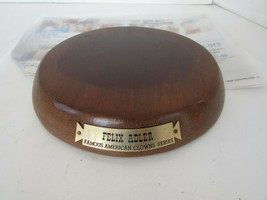 FELIX ADLER
FAMOUS AMERICAN CLOWNS SERIES